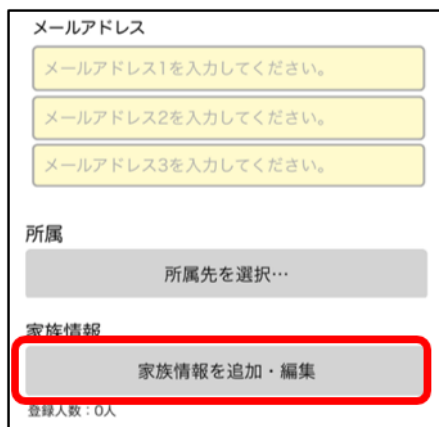 メールアドレス
メールアドレス1を入力してください。
メールアドレス2を入力してください。
メールアドレス3を入力してください。
所属
所属先を選択…
家族情報
家族情報を追加・編集
登録人数：0人